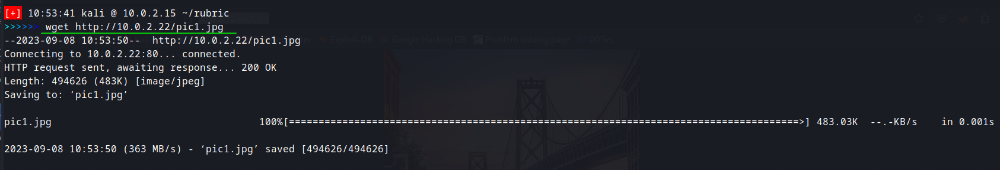 [+] 10:53:41 kali @ 10.0.2.15 ~/rubric
>>>>>> wget http://10.0.2.22/pic1.jpg
--2023-09-08 10:53:50--  http://10.0.2.22/pic1.jpg
Exploit-DB Google Hacking DB Problem loading page OffSec
Connecting to 10.0.2.22:80... connected.
HTTP request sent, awaiting response... 200 OK
Length: 494626 (483K) [image/jpeg]
Saving to: ‘pic1.jpg’
pic1.jpg 100%[======================================================================================>] 483.03K  --.-KB/s    in 0.001s
2023-09-08 10:53:50 (363 MB/s) - ‘pic1.jpg’ saved [494626/494626]